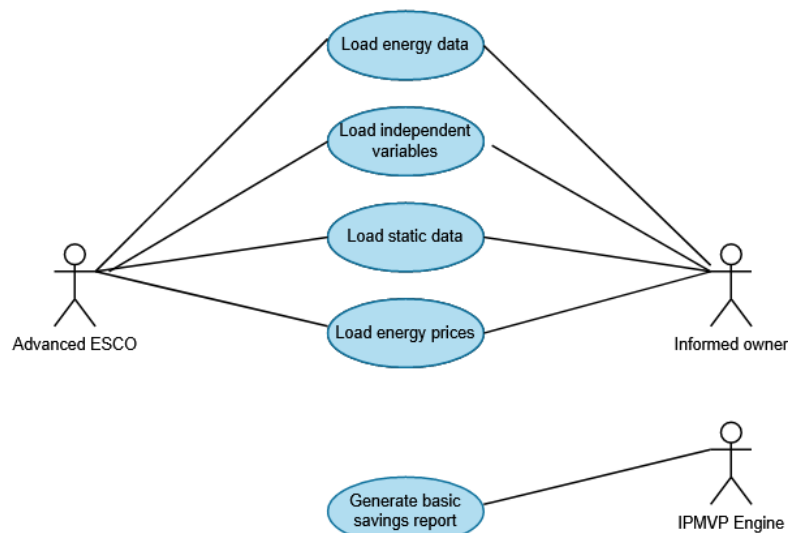 Load energy data
Load independent
variables
Load static data
Load energy prices
Advanced ESCO
Informed owner
Generate basic
savings report
IPMVP Engine